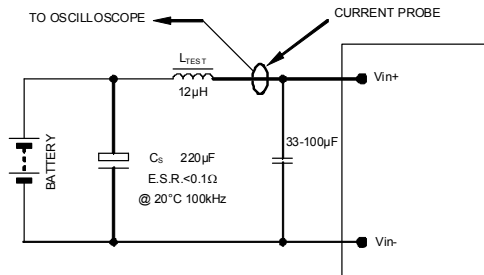 TO OSCILLOSCOPE
CURRENT PROBE
LTEST
12µH
Vin+
33-100µF
BATTERY
CS 220µF
E.S.R.<0.1Ω
@ 20°C 100kHz
Vin-